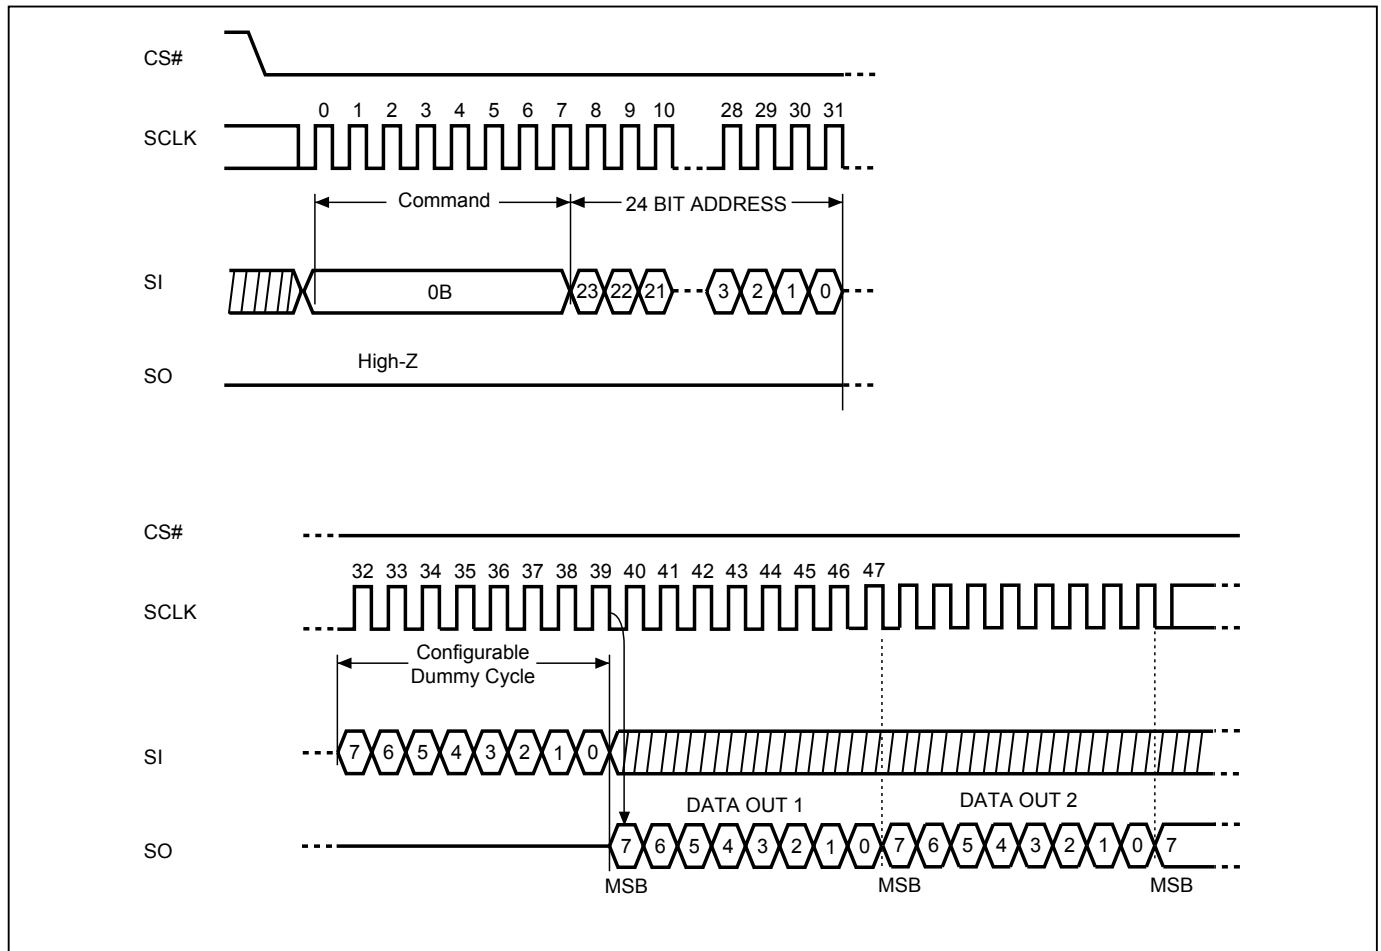 CS#
SCLK 0 1 2 3 4 5 6 7 8 9 10 28 29 30 31
Command 24 BIT ADDRESS
SI 0B 23 22 21 3 2 1 0
High-Z
SO
CS#
32 33 34 35 36 37 38 39 40 41 42 43 44 45 46 47
SCLK
Configurable
Dummy Cycle
SI 7 6 5 4 3 2 1 0
DATA OUT 1 DATA OUT 2
SO 7 6 5 4 3 2 1 0 7 6 5 4 3 2 1 0 7
MSB MSB MSB